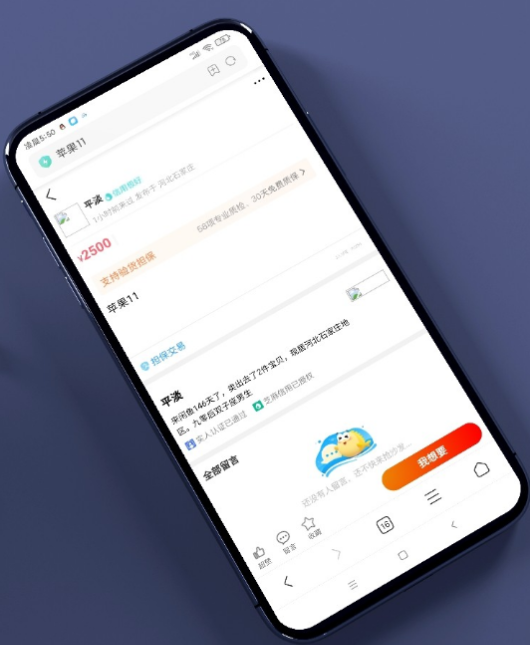 凌晨5:50
苹果11
平淡 信用极好
1小时前来过 发布于 河北石家庄
¥2500
支持验货担保 58项专业质检, 30天免费质保 >
苹果11
担保交易
平淡
来闲鱼146天了, 卖出去了2件宝贝, 现居河北石家庄地
区, 九零后双子座男生
实人认证已通过 芝麻信用已授权
全部留言
还没有人留言, 还不快来抢沙发...
超赞 留言 收藏 我想要
16